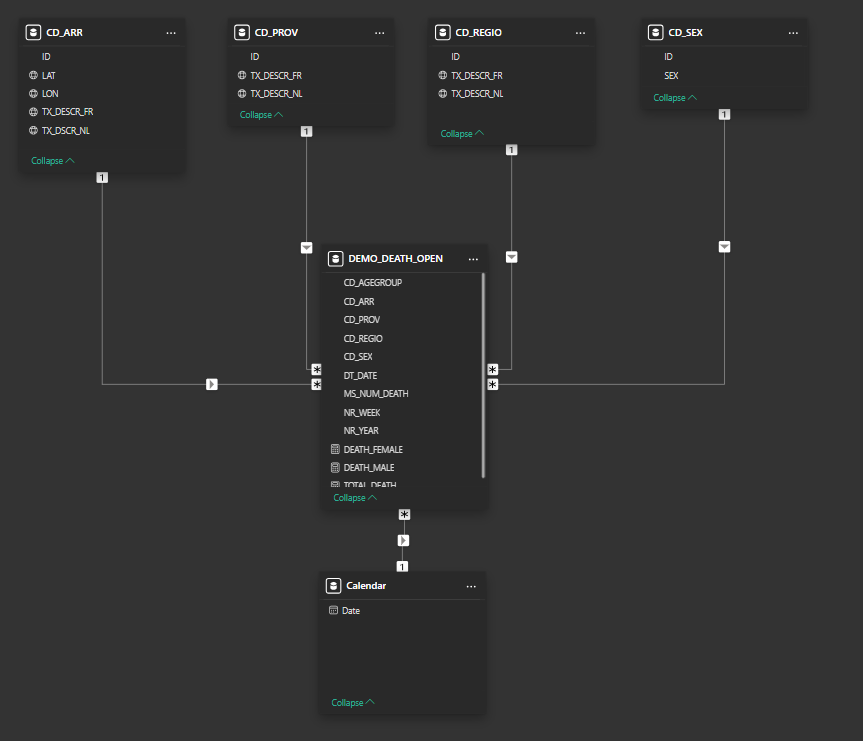 CD_ARR
ID
LAT
LON
TX_DESCR_FR
TX_DSCR_NL
Collapse
CD_PROV
ID
TX_DESCR_FR
TX_DESCR_NL
Collapse
CD_REGIO
ID
TX_DESCR_FR
TX_DESCR_NL
Collapse
CD_SEX
ID
SEX
Collapse
1
1
1
1
DEMO_DEATH_OPEN
CD_AGEGROUP
CD_ARR
CD_PROV
CD_REGIO
CD_SEX
DT_DATE
MS_NUM_DEATH
NR_WEEK
NR_YEAR
DEATH_FEMALE
DEATH_MALE
TOTAL_DEATH
Collapse
*
*
*
*
*
1
Calendar
Date
Collapse